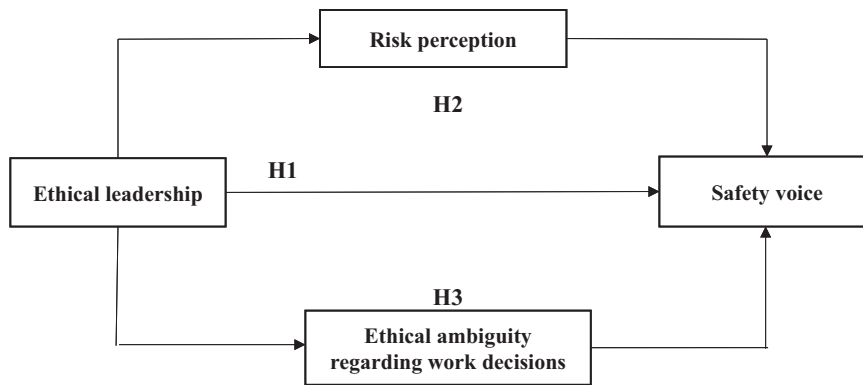 Risk perception
H2
H1
Ethical leadership
Safety voice
H3
Ethical ambiguity
regarding work decisions